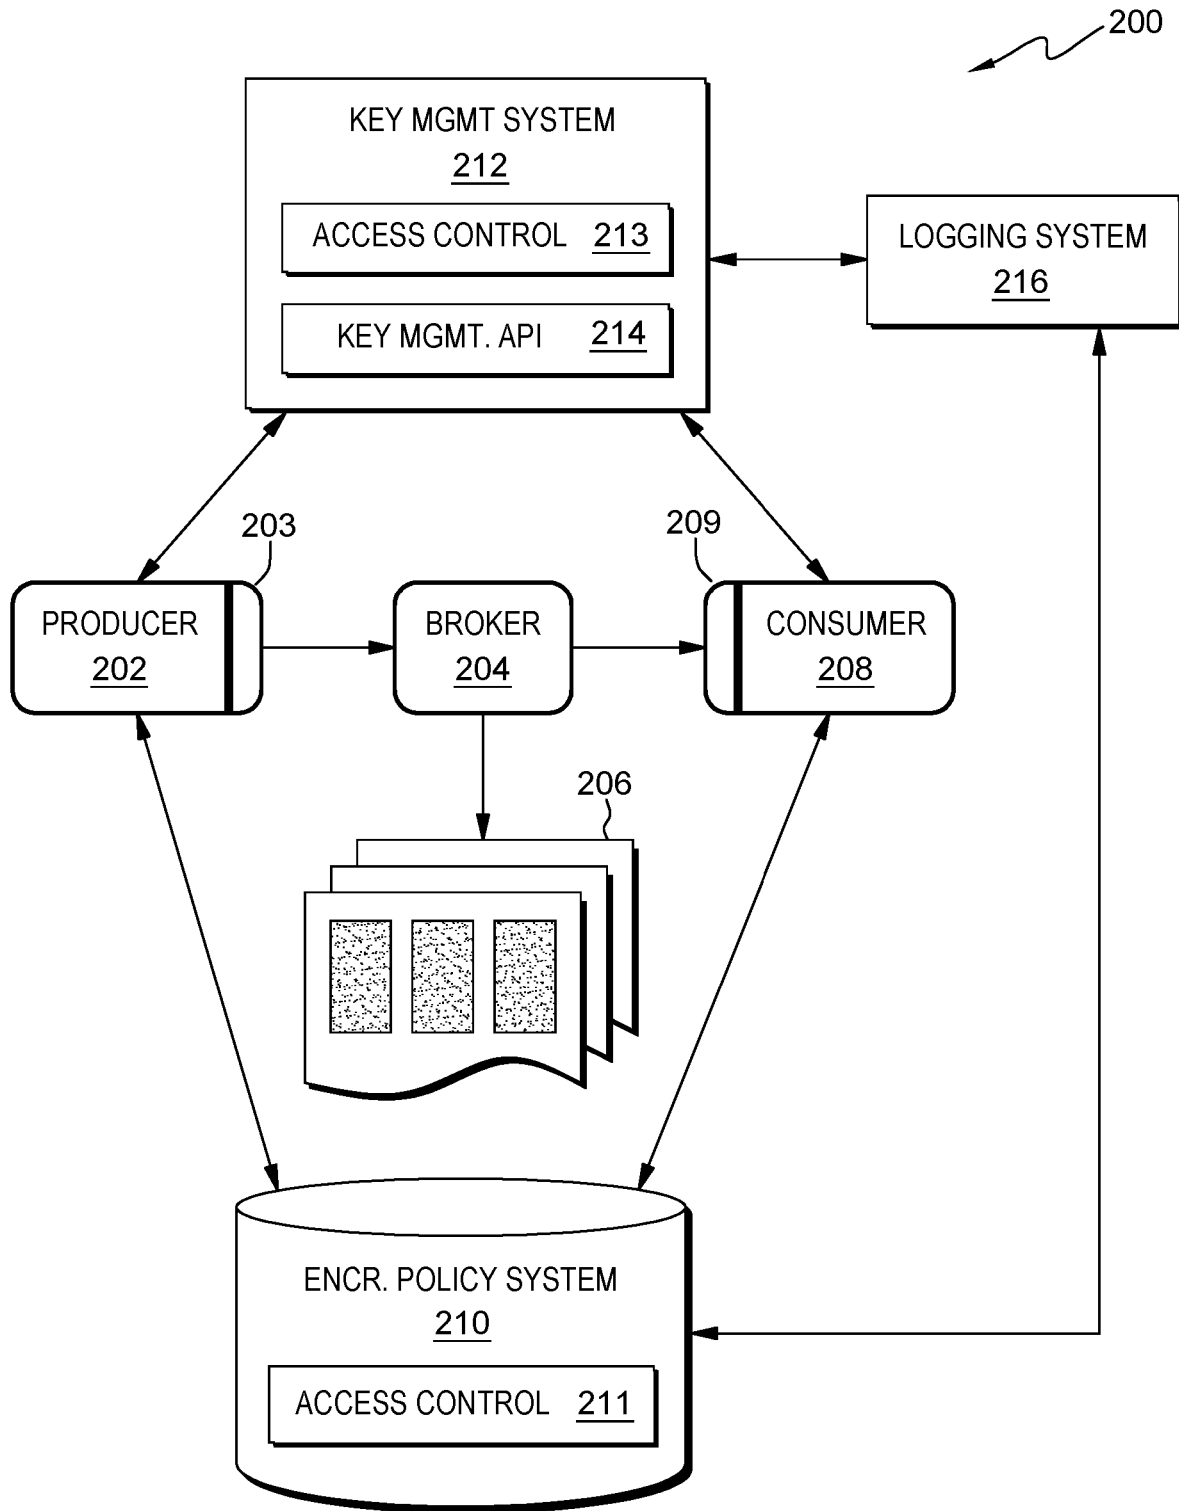 200
KEY MGMT SYSTEM
212
ACCESS CONTROL 213
KEY MGMT. API 214
LOGGING SYSTEM
216
203
209
PRODUCER
202
BROKER
204
CONSUMER
208
206
ENCR. POLICY SYSTEM
210
ACCESS CONTROL 211